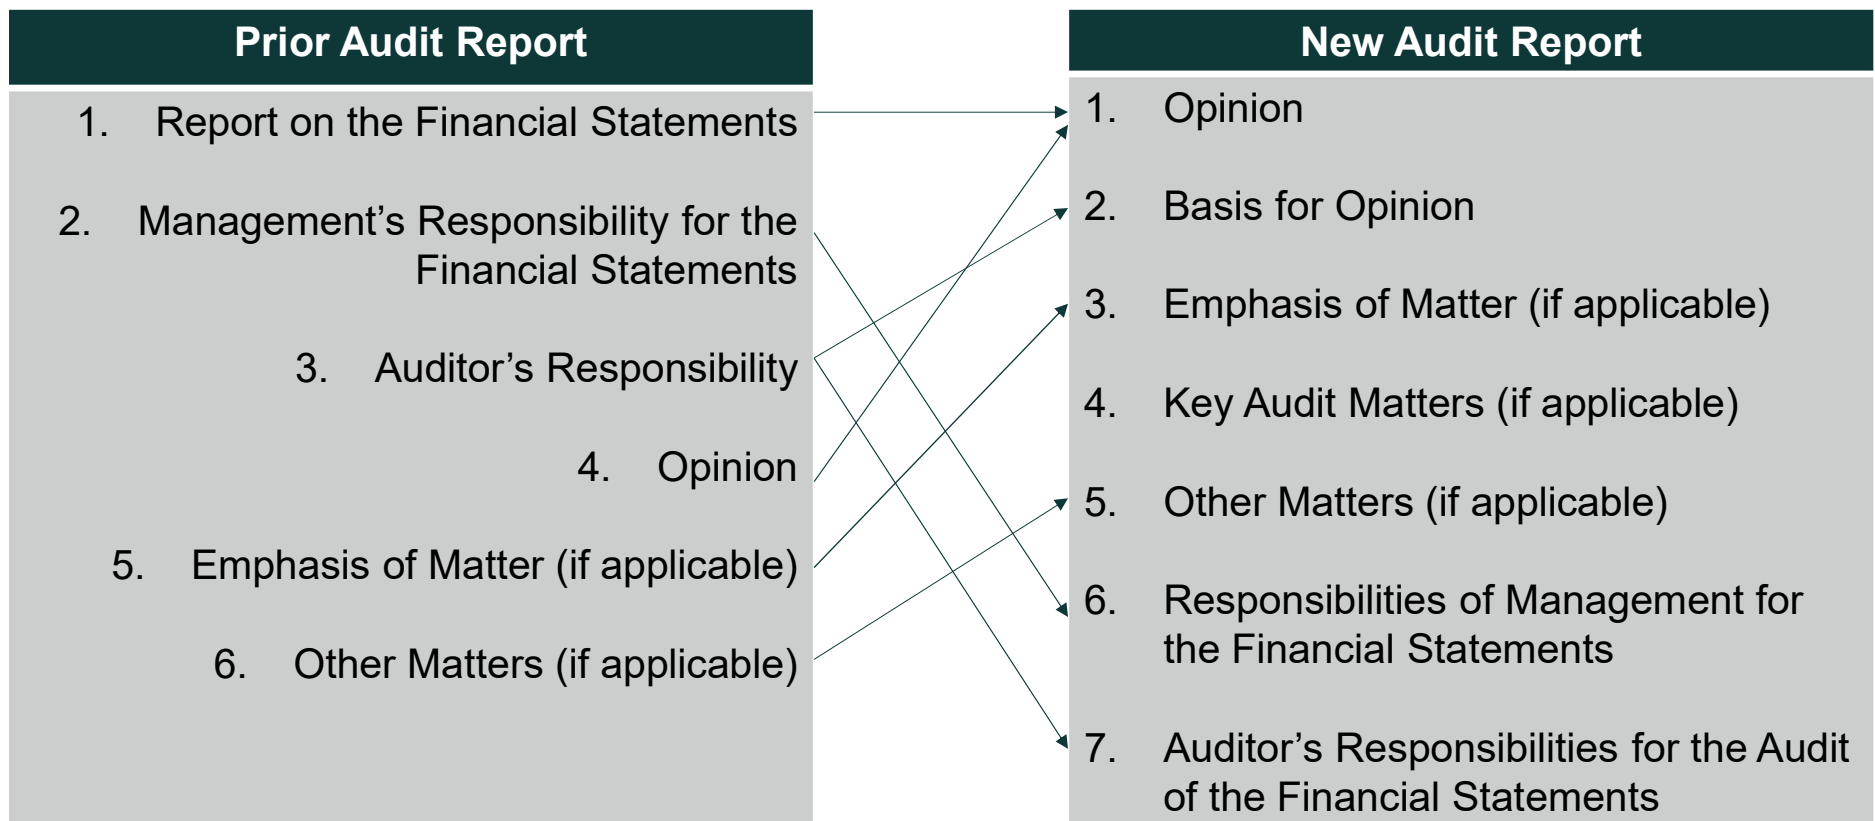 Prior Audit Report
1. Report on the Financial Statements
2. Management’s Responsibility for the
Financial Statements
3. Auditor’s Responsibility
4. Opinion
5. Emphasis of Matter (if applicable)
6. Other Matters (if applicable)
New Audit Report
1. Opinion
2. Basis for Opinion
3. Emphasis of Matter (if applicable)
4. Key Audit Matters (if applicable)
5. Other Matters (if applicable)
6. Responsibilities of Management for
the Financial Statements
7. Auditor’s Responsibilities for the Audit
of the Financial Statements